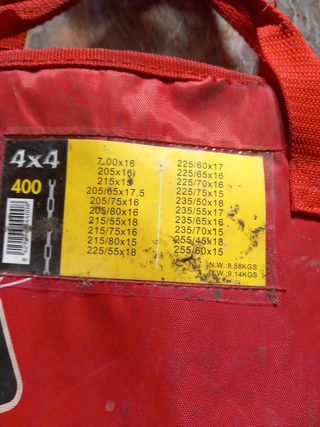 4x4
400
7.00x16
205x16
215x15
205/65x17.5
205/75x16
205/80x16
215/55x18
215/75x16
215/80x15
225/55x18
225/60x17
225/65x16
225/70x16
225/75x15
235/50x18
235/55x17
235/65x16
235/70x15
255/45x18
255/60x15
N.W.:8.58KGS
G.W.:9.14KGS